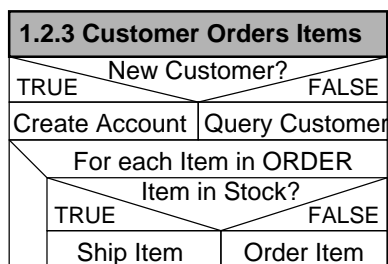 1.2.3 Customer Orders Items
New Customer?
TRUE FALSE
Create Account Query Customer
For each Item in ORDER
Item in Stock?
TRUE FALSE
Ship Item Order Item